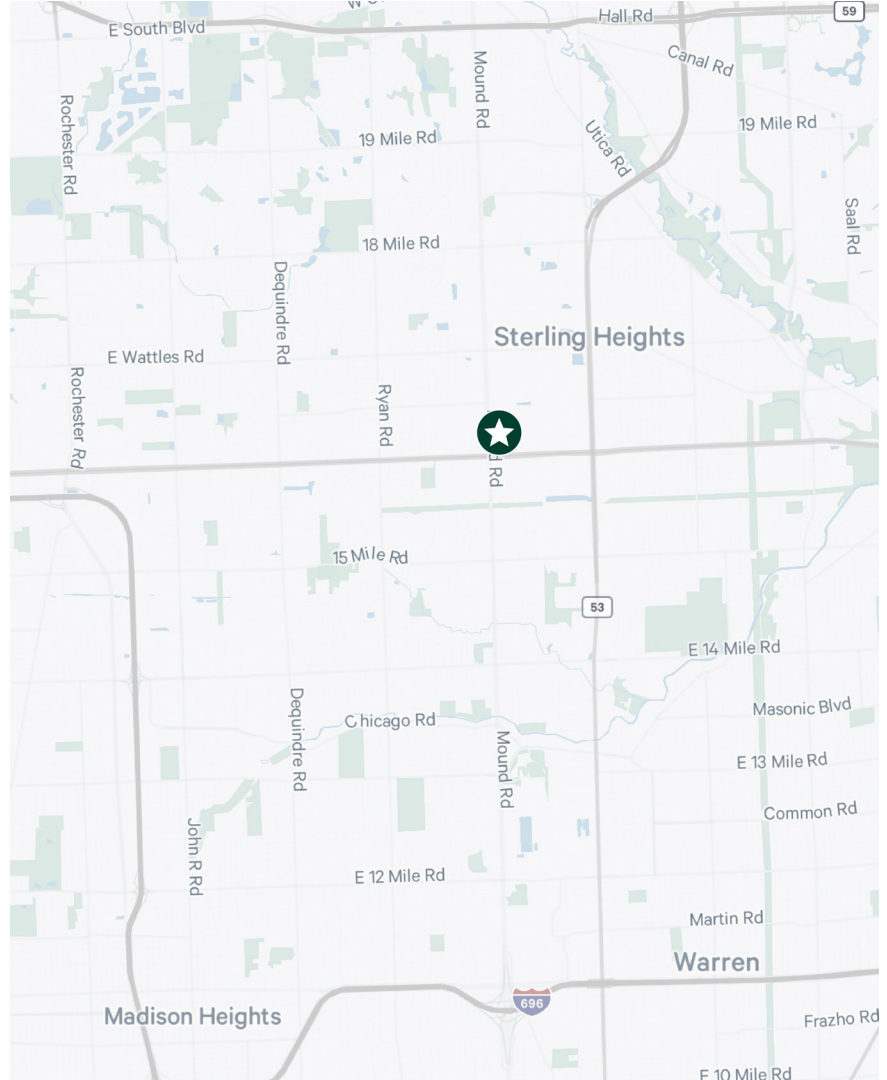 E South Blvd
Hall Rd
59
Canal Rd
Mound Rd
Rochester Rd
19 Mile Rd
19 Mile Rd
Utica Rd
Saal Rd
18 Mile Rd
Dequindre Rd
Sterling Heights
E Wattles Rd
Rochester Rd
Ryan Rd
Rd
15 Mile Rd
53
E 14 Mile Rd
Dequindre Rd
Masonic Blvd
Chicago Rd
Mound Rd
E 13 Mile Rd
Common Rd
John R Rd
E 12 Mile Rd
Martin Rd
Warren
696
Madison Heights
Frazho Rd
E 10 Mile Rd